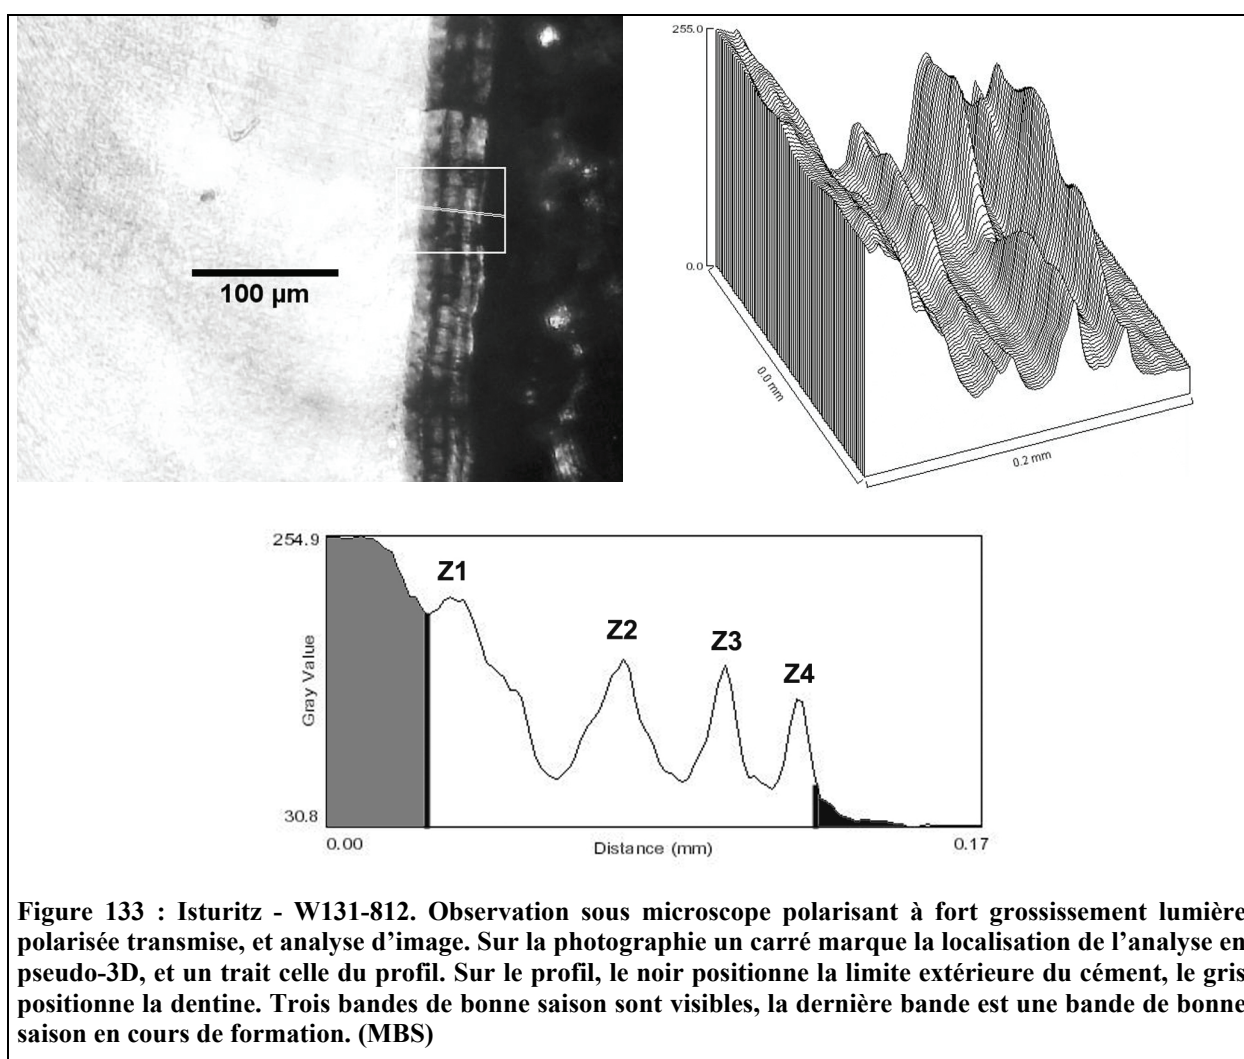 100 µm
255.0
0.0
0.0 mm
0.2 mm
254.9
Z1
Z2
Z3
Z4
Gray Value
30.8
0.00
Distance (mm)
0.17
Figure 133 : Isturitz - W131-812. Observation sous microscope polarisant à fort grossissement lumière
polarisée transmise, et analyse d’image. Sur la photographie un carré marque la localisation de l’analyse en
pseudo-3D, et un trait celle du profil. Sur le profil, le noir positionne la limite extérieure du cément, le gris
positionne la dentine. Trois bandes de bonne saison sont visibles, la dernière bande est une bande de bonne
saison en cours de formation. (MBS)